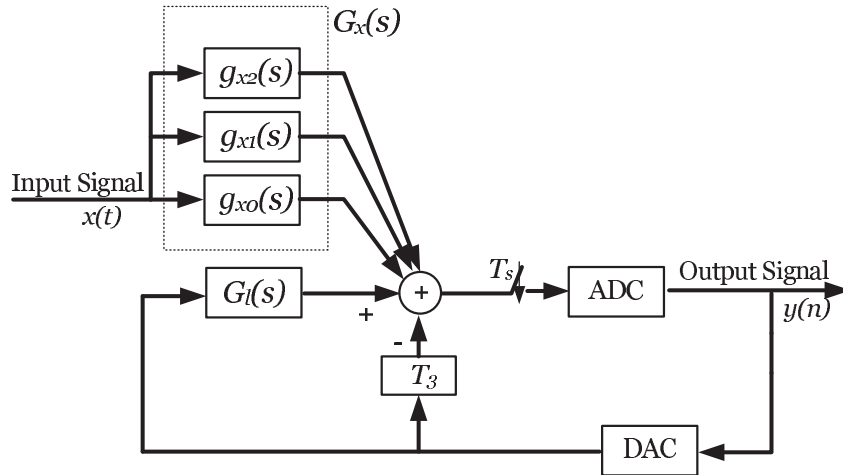 Gx(s)
gx2(s)
gx1(s)
gx0(s)
Input Signal
x(t)
Gl(s)
+
+
-
T3
Ts
ADC
Output Signal
y(n)
DAC